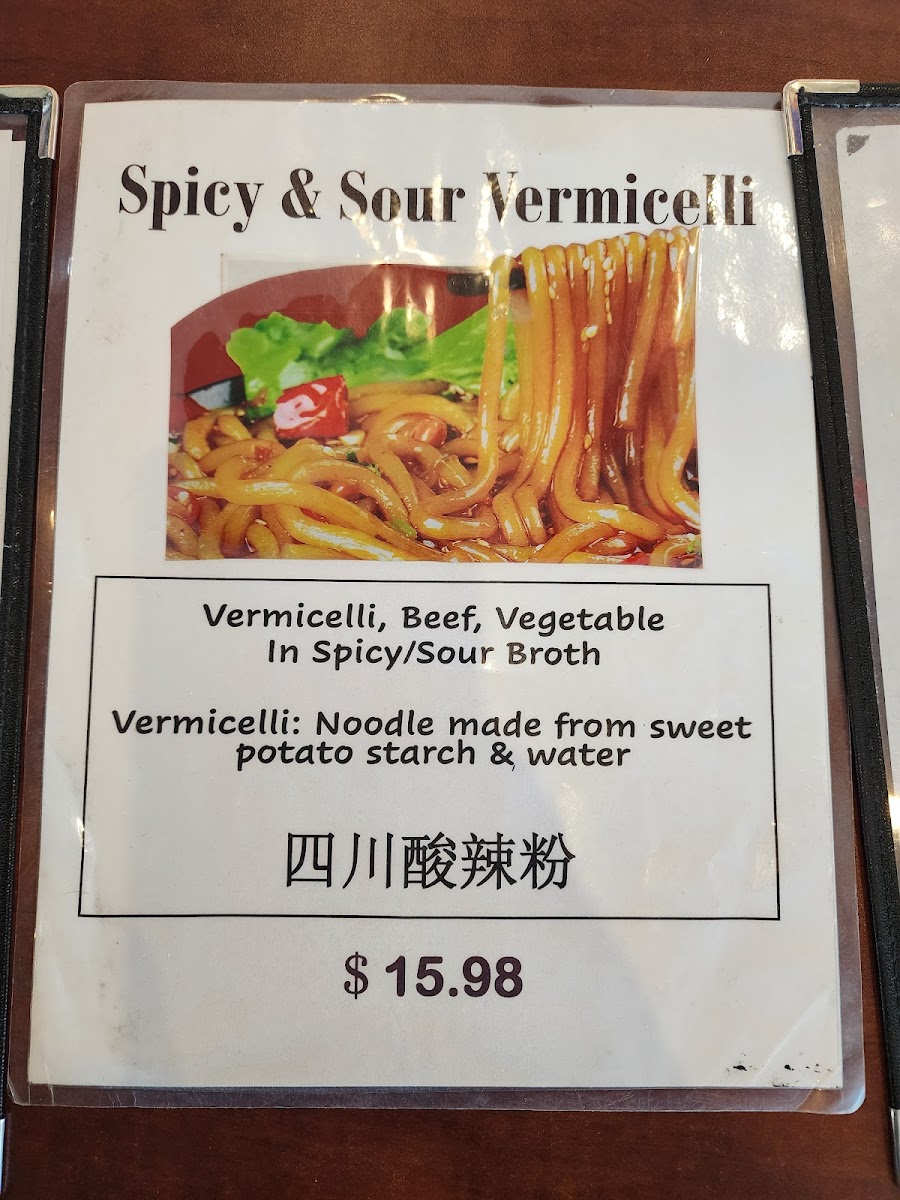 Spicy & Sour Vermicelli
Vermicelli, Beef, Vegetable
In Spicy/Sour Broth
Vermicelli: Noodle made from sweet
potato starch & water
四川酸辣粉
$ 15.98